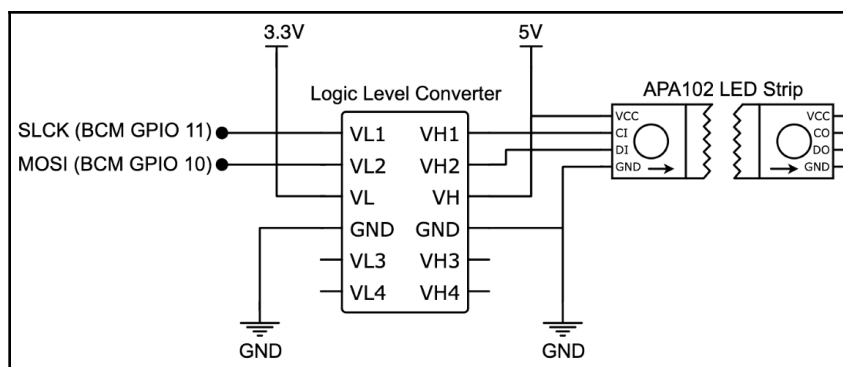 3.3V
5V
Logic Level Converter
APA102 LED Strip
SLCK (BCM GPIO 11)
MOSI (BCM GPIO 10)
VL1 VH1
VL2 VH2
VL VH
GND GND
VL3 VH3
VL4 VH4
VCC
CI
DI
GND
VCC
CO
DO
GND
GND
GND